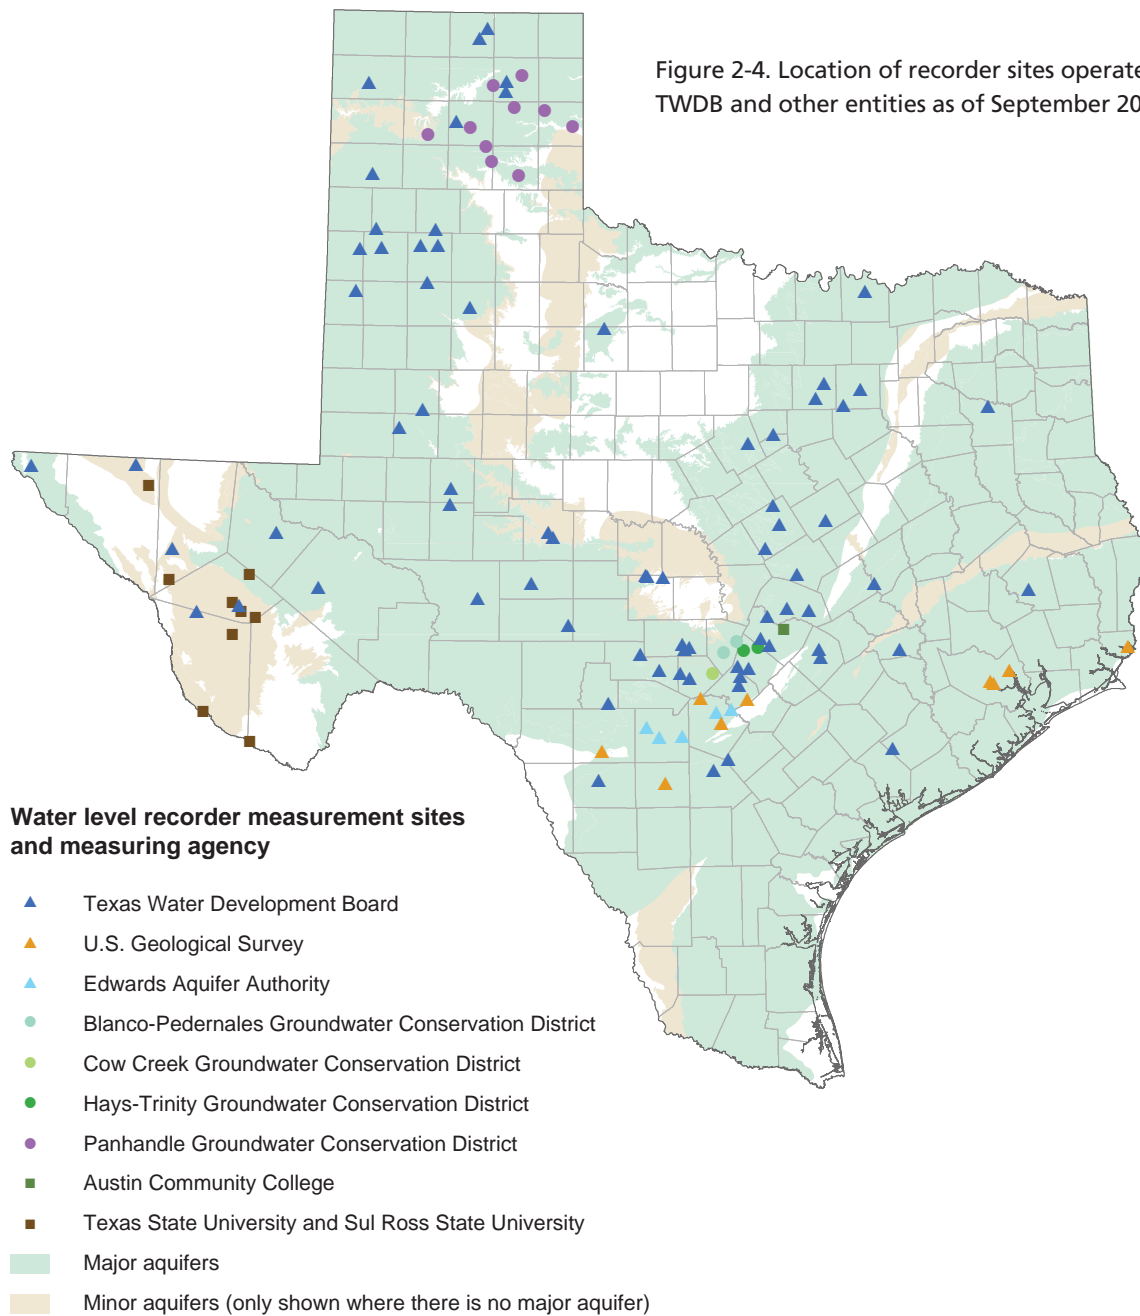 Figure 2-4. Location of recorder sites operate
TWDB and other entities as of September 20
Water level recorder measurement sites
and measuring agency
Texas Water Development Board
U.S. Geological Survey
Edwards Aquifer Authority
Blanco-Pedernales Groundwater Conservation District
Cow Creek Groundwater Conservation District
Hays-Trinity Groundwater Conservation District
Panhandle Groundwater Conservation District
Austin Community College
Texas State University and Sul Ross State University
Major aquifers
Minor aquifers (only shown where there is no major aquifer)